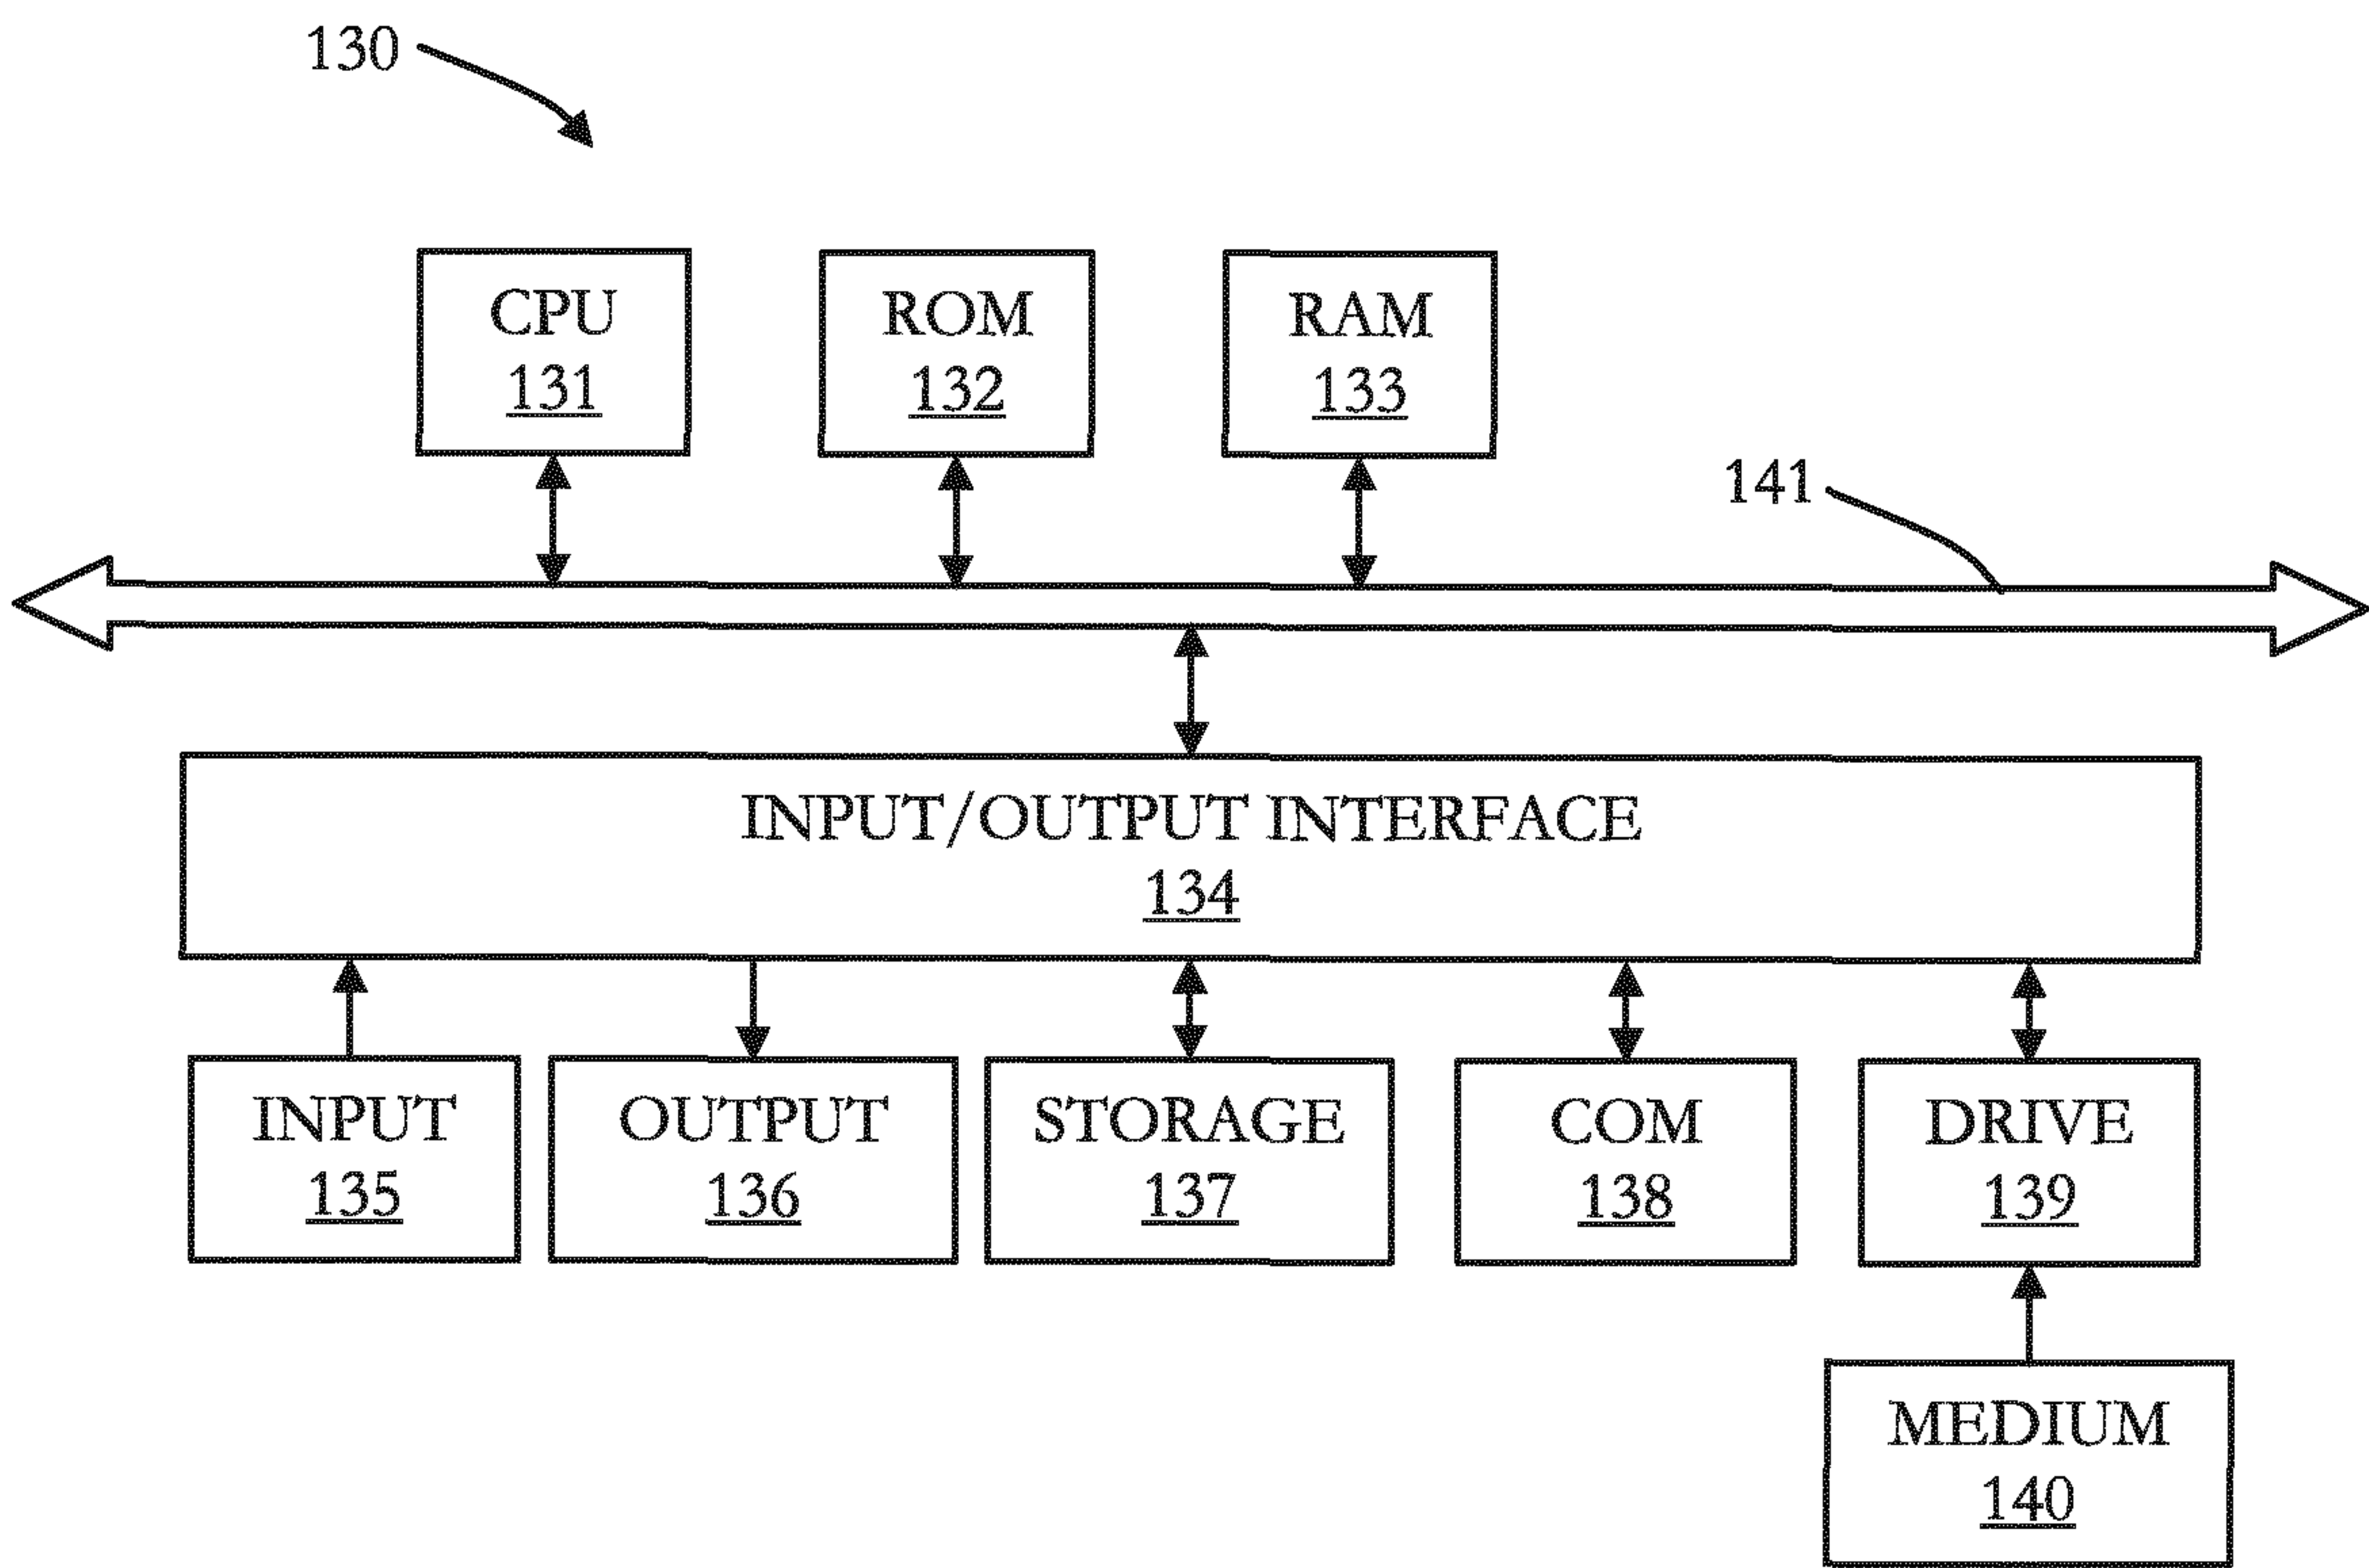 130
CPU
131
ROM
132
RAM
133
141
INPUT/OUTPUT INTERFACE
134
INPUT
135
OUTPUT
136
STORAGE
137
COM
138
DRIVE
139
MEDIUM
140